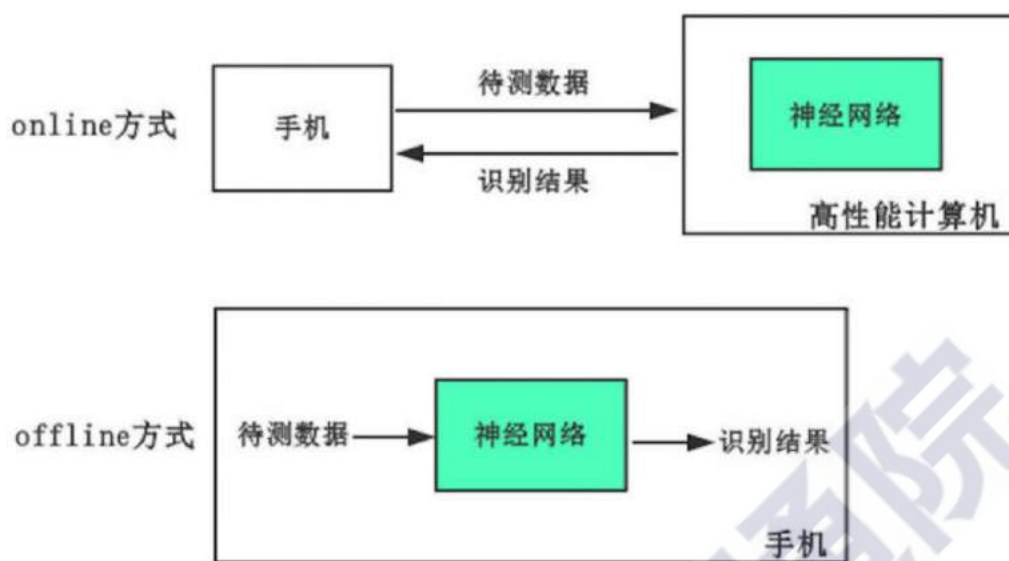 online方式
手机
待测数据
识别结果
神经网络
高性能计算机
offline方式
待测数据
神经网络
识别结果
手机
通院